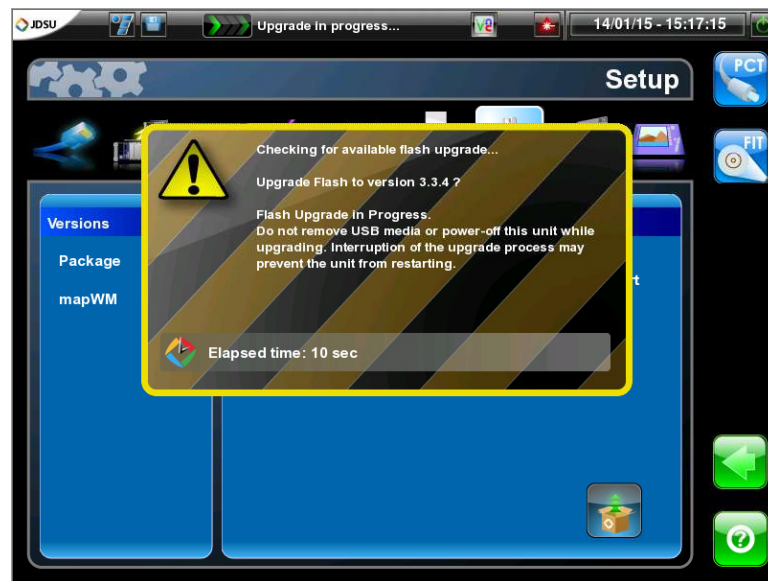 JDSU
Upgrade in progress...
14/01/15 - 15:17:15
Setup
PCT
FIT
Checking for available flash upgrade...
Upgrade Flash to version 3.3.4 ?
Flash Upgrade in Progress.
Do not remove USB media or power-off this unit while
upgrading. Interruption of the upgrade process may
prevent the unit from restarting.
Elapsed time: 10 sec
Versions
Package
mapWM